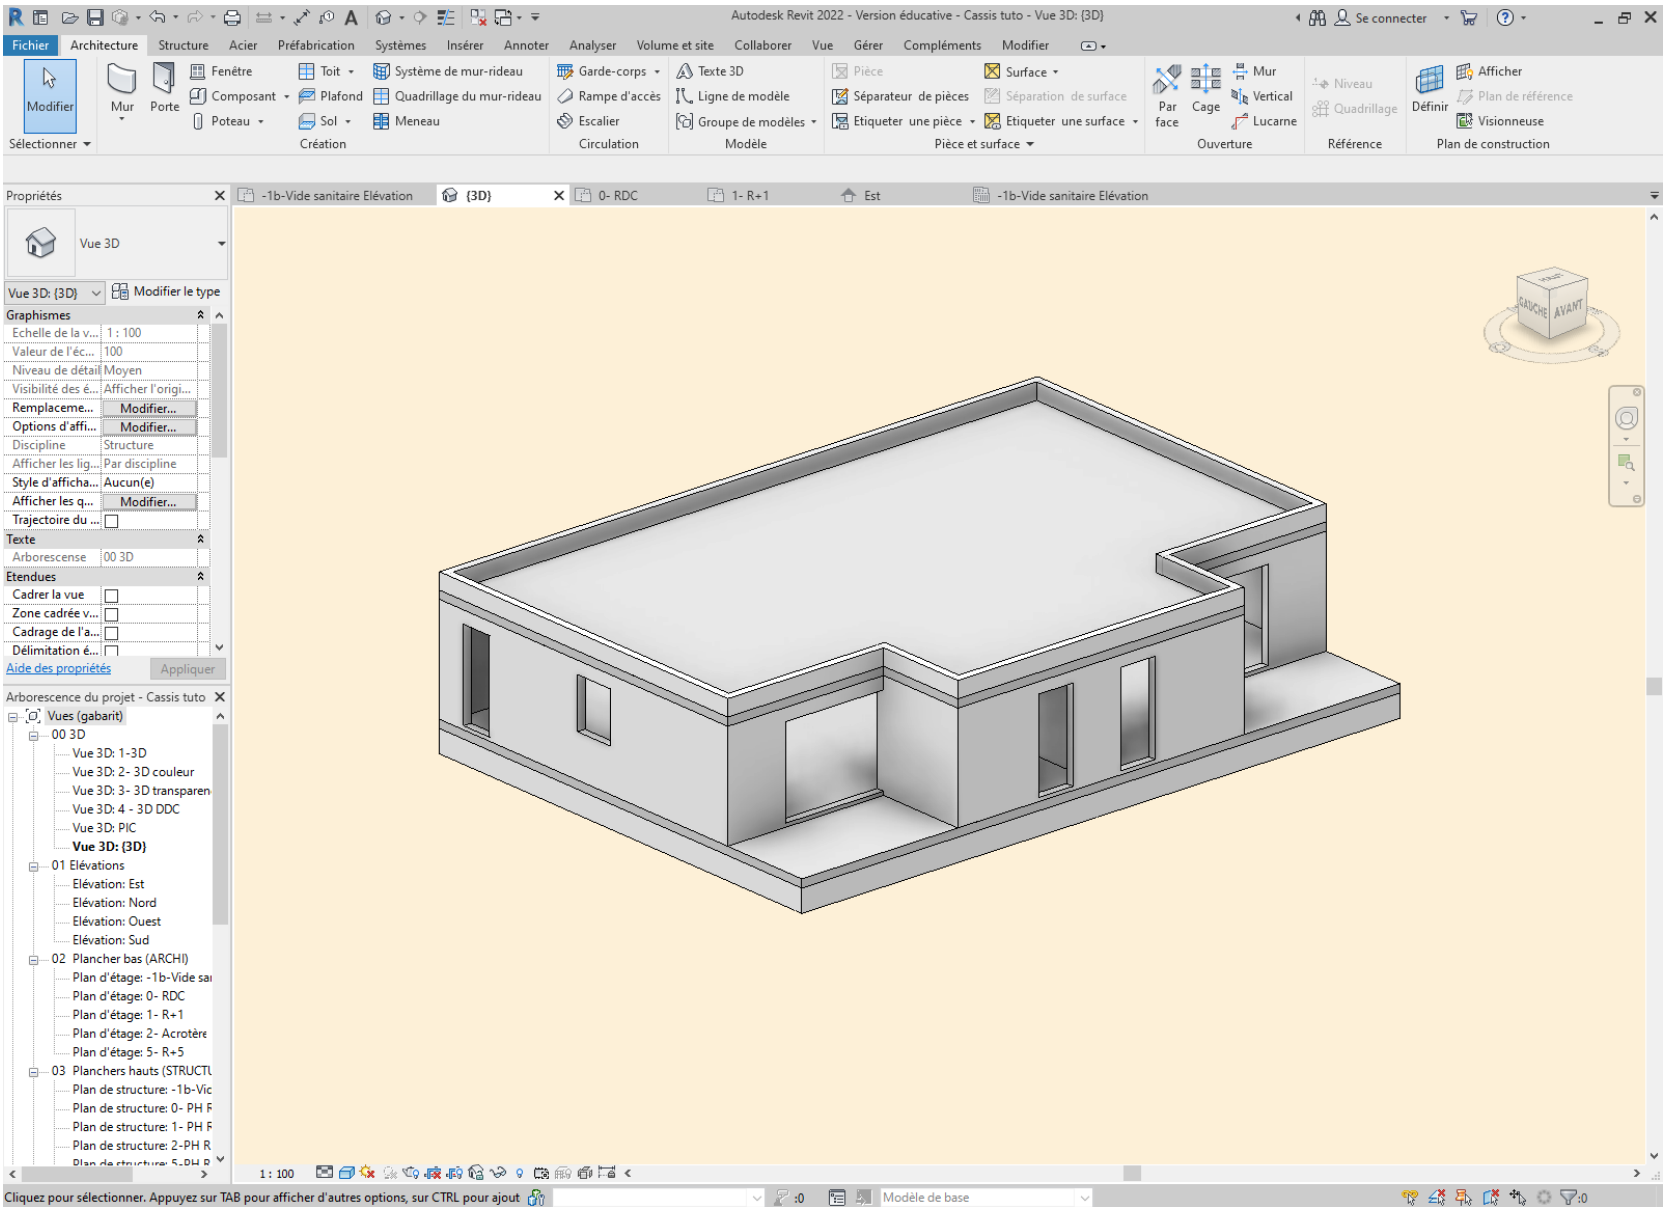 Autodesk Revit 2022 - Version éducative - Cassis tuto - Vue 3D: {3D}
Se connecter
Fichier Architecture Structure Acier Préfabrication Systèmes Insérer Annoter Analyser Volume et site Collaborer Vue Gérer Compléments Modifier
Modifier
Mur
Porte
Fenêtre
Composant
Poteau
Toit
Plafond
Sol
Système de mur-rideau
Quadrillage du mur-rideau
Meneau
Garde-corps
Rampe d'accès
Escalier
Texte 3D
Ligne de modèle
Groupe de modèles
Pièce
Séparateur de pièces
Etiqueter une pièce
Surface
Séparation de surface
Etiqueter une surface
Par face
Cage
Mur
Vertical
Lucarne
Niveau
Quadrillage
Définir
Afficher
Plan de référence
Visionneuse
Sélectionner Création Circulation Modèle Pièce et surface Ouverture Référence Plan de construction
Propriétés
-1b-Vide sanitaire Elévation {3D} 0- RDC 1- R+1 Est -1b-Vide sanitaire Elévation
Vue 3D
Vue 3D: {3D} Modifier le type
Graphismes
Echelle de la v... 1 : 100
Valeur de l'éc... 100
Niveau de détail Moyen
Visibilité des é... Afficher l'origi...
Remplaceme... Modifier...
Options d'affi... Modifier...
Discipline Structure
Afficher les lig... Par discipline
Style d'afficha... Aucun(e)
Afficher les q... Modifier...
Trajectoire du ...
Texte
Arborescense 00 3D
Etendues
Cadrer la vue
Zone cadrée v...
Cadrage de l'a...
Délimitation é...
Aide des propriétés Appliquer
Arborescence du projet - Cassis tuto
Vues (gabarit)
00 3D
Vue 3D: 1-3D
Vue 3D: 2- 3D couleur
Vue 3D: 3- 3D transparen
Vue 3D: 4 - 3D DDC
Vue 3D: PIC
Vue 3D: {3D}
01 Elévations
Elévation: Est
Elévation: Nord
Elévation: Ouest
Elévation: Sud
02 Plancher bas (ARCHI)
Plan d'étage: -1b-Vide sai
Plan d'étage: 0- RDC
Plan d'étage: 1- R+1
Plan d'étage: 2- Acrotère
Plan d'étage: 5- R+5
03 Planchers hauts (STRUCTU
Plan de structure: -1b-Vic
Plan de structure: 0- PH R
Plan de structure: 1- PH R
Plan de structure: 2-PH R
Plan de structure: 5-PH R
HAUT
GAUCHE AVANT
1 : 100
Cliquez pour sélectionner. Appuyez sur TAB pour afficher d'autres options, sur CTRL pour ajout
:0
Modèle de base
:0